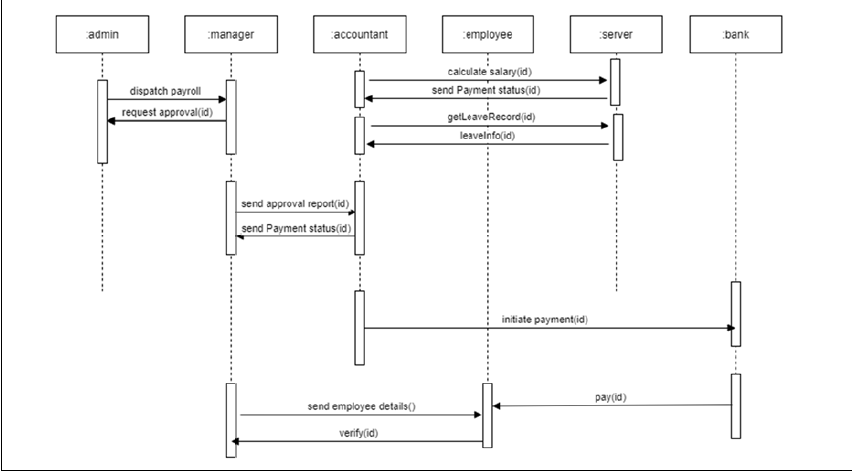 :admin
:manager
:accountant
:employee
:server
:bank
calculate salary(id)
dispatch payroll
send Payment status(id)
request approval(id)
getLeaveRecord(id)
leaveInfo(id)
send approval report(id)
send Payment status(id)
initiate payment(id)
pay(id)
send employee details()
verify(id)